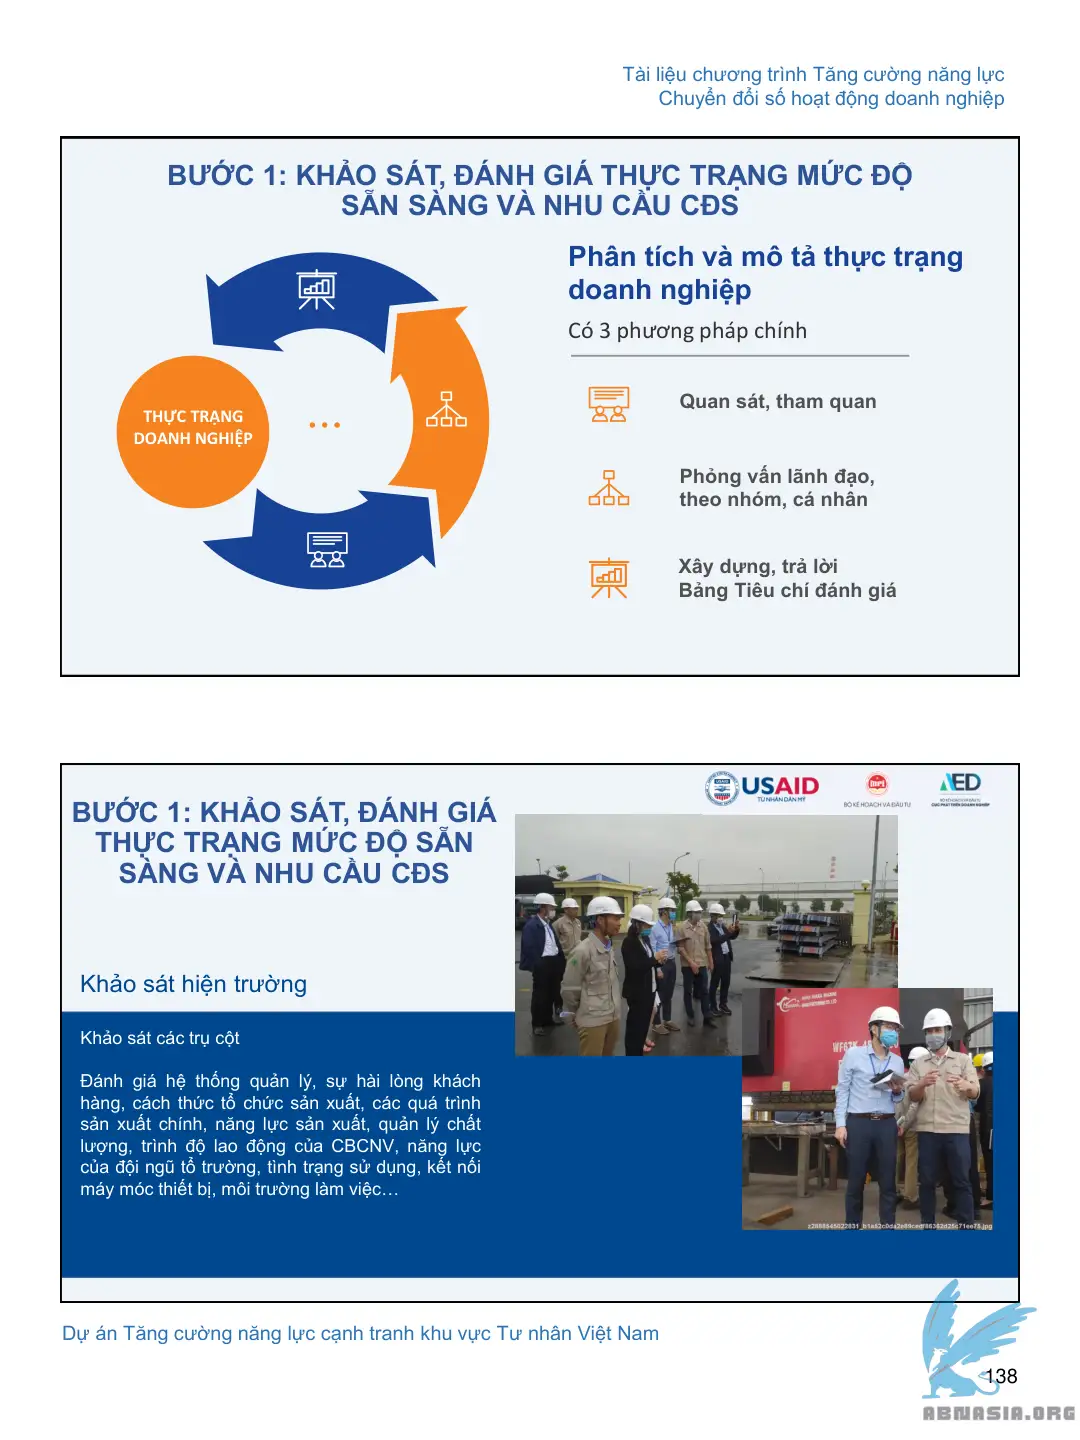 Tài liệu chương trình Tăng cường năng lực
Chuyển đổi số hoạt động doanh nghiệp
BƯỚC 1: KHẢO SÁT, ĐÁNH GIÁ THỰC TRẠNG MỨC ĐỘ
SẴN SÀNG VÀ NHU CẦU CĐS
THỰC TRẠNG
DOANH NGHIỆP
Phân tích và mô tả thực trạng
doanh nghiệp
Có 3 phương pháp chính
Quan sát, tham quan
Phỏng vấn lãnh đạo,
theo nhóm, cá nhân
Xây dựng, trả lời
Bảng Tiêu chí đánh giá
USAID
TỪ NHÂN DÂN MỸ
BỘ KẾ HOẠCH VÀ ĐẦU TƯ
AED
CỤC PHÁT TRIỂN DOANH NGHIỆP
BƯỚC 1: KHẢO SÁT, ĐÁNH GIÁ
THỰC TRẠNG MỨC ĐỘ SẴN
SÀNG VÀ NHU CẦU CĐS
Khảo sát hiện trường
Khảo sát các trụ cột
Đánh giá hệ thống quản lý, sự hài lòng khách
hàng, cách thức tổ chức sản xuất, các quá trình
sản xuất chính, năng lực sản xuất, quản lý chất
lượng, trình độ lao động của CBCNV, năng lực
của đội ngũ tổ trưởng, tình trạng sử dụng, kết nối
máy móc thiết bị, môi trường làm việc…
Dự án Tăng cường năng lực cạnh tranh khu vực Tư nhân Việt Nam
138
ABNASIA.ORG